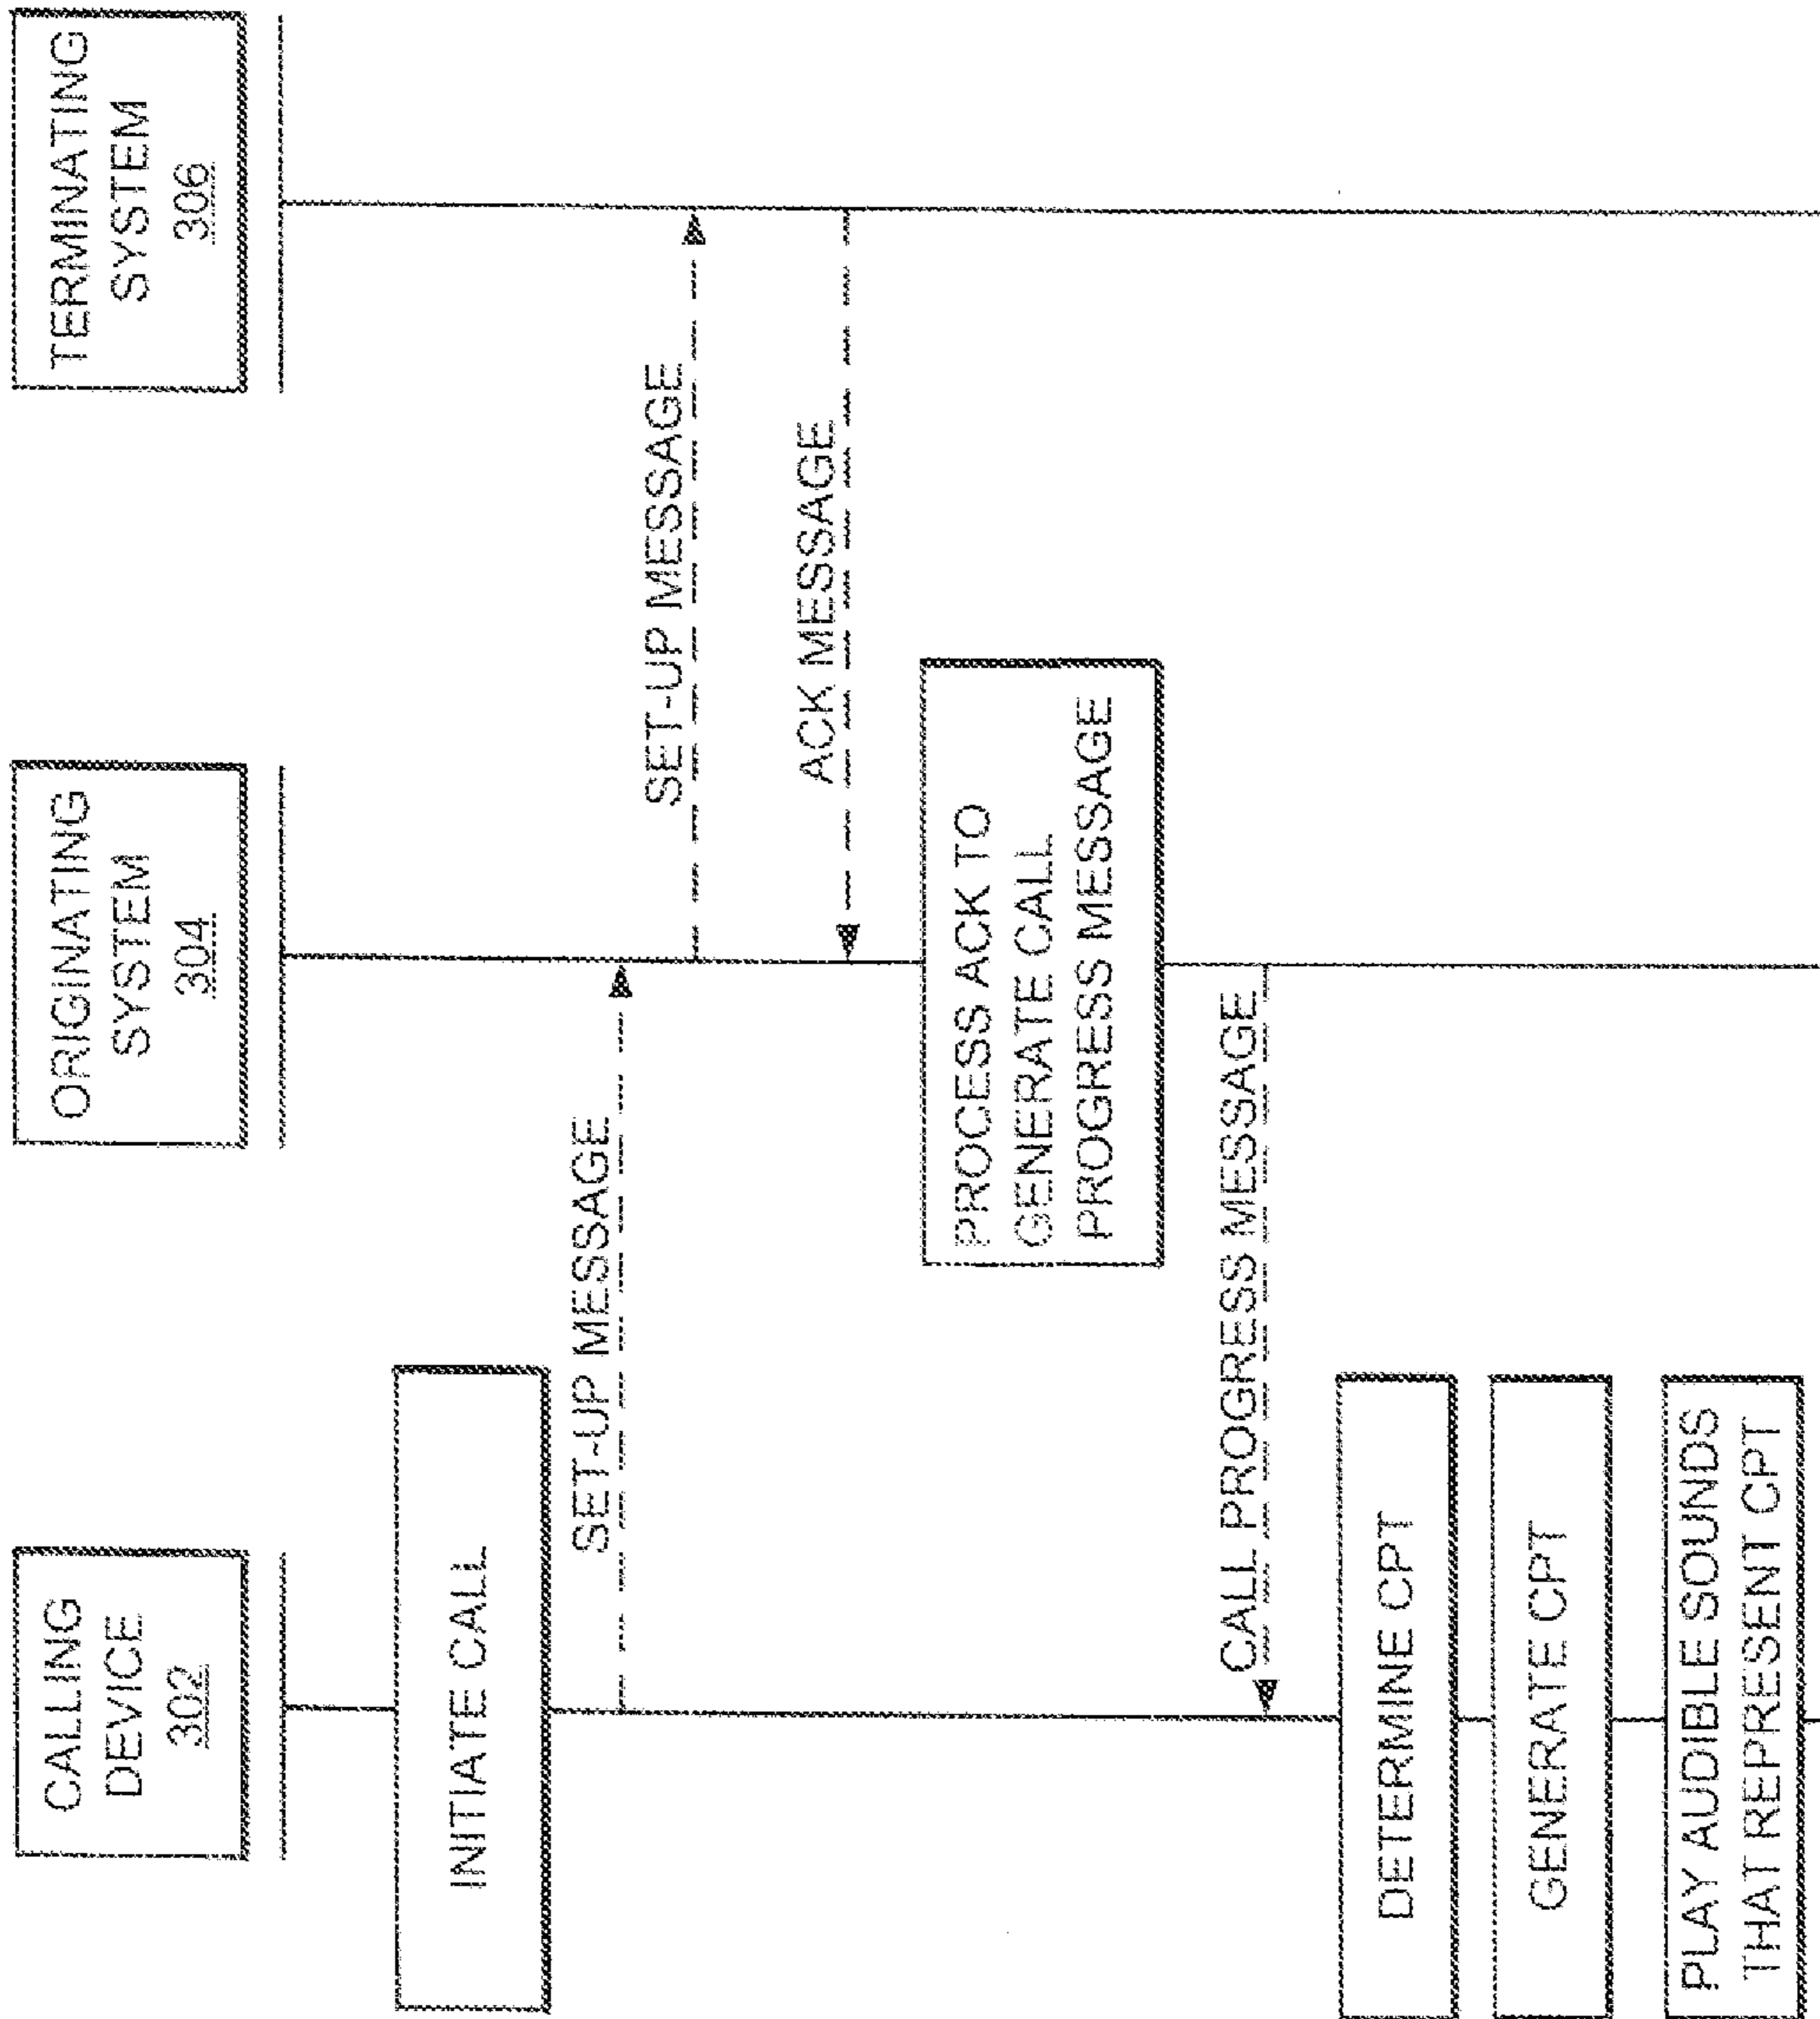 CALLING
DEVICE
302
ORIGINATING
SYSTEM
304
TERMINATING
SYSTEM
306
INITIATE CALL
SET-UP MESSAGE
SET-UP MESSAGE
ACK MESSAGE
PROCESS ACK TO
GENERATE CALL
PROGRESS MESSAGE
CALL PROGRESS MESSAGE
DETERMINE CPT
GENERATE CPT
PLAY AUDIBLE SOUNDS
THAT REPRESENT CPT